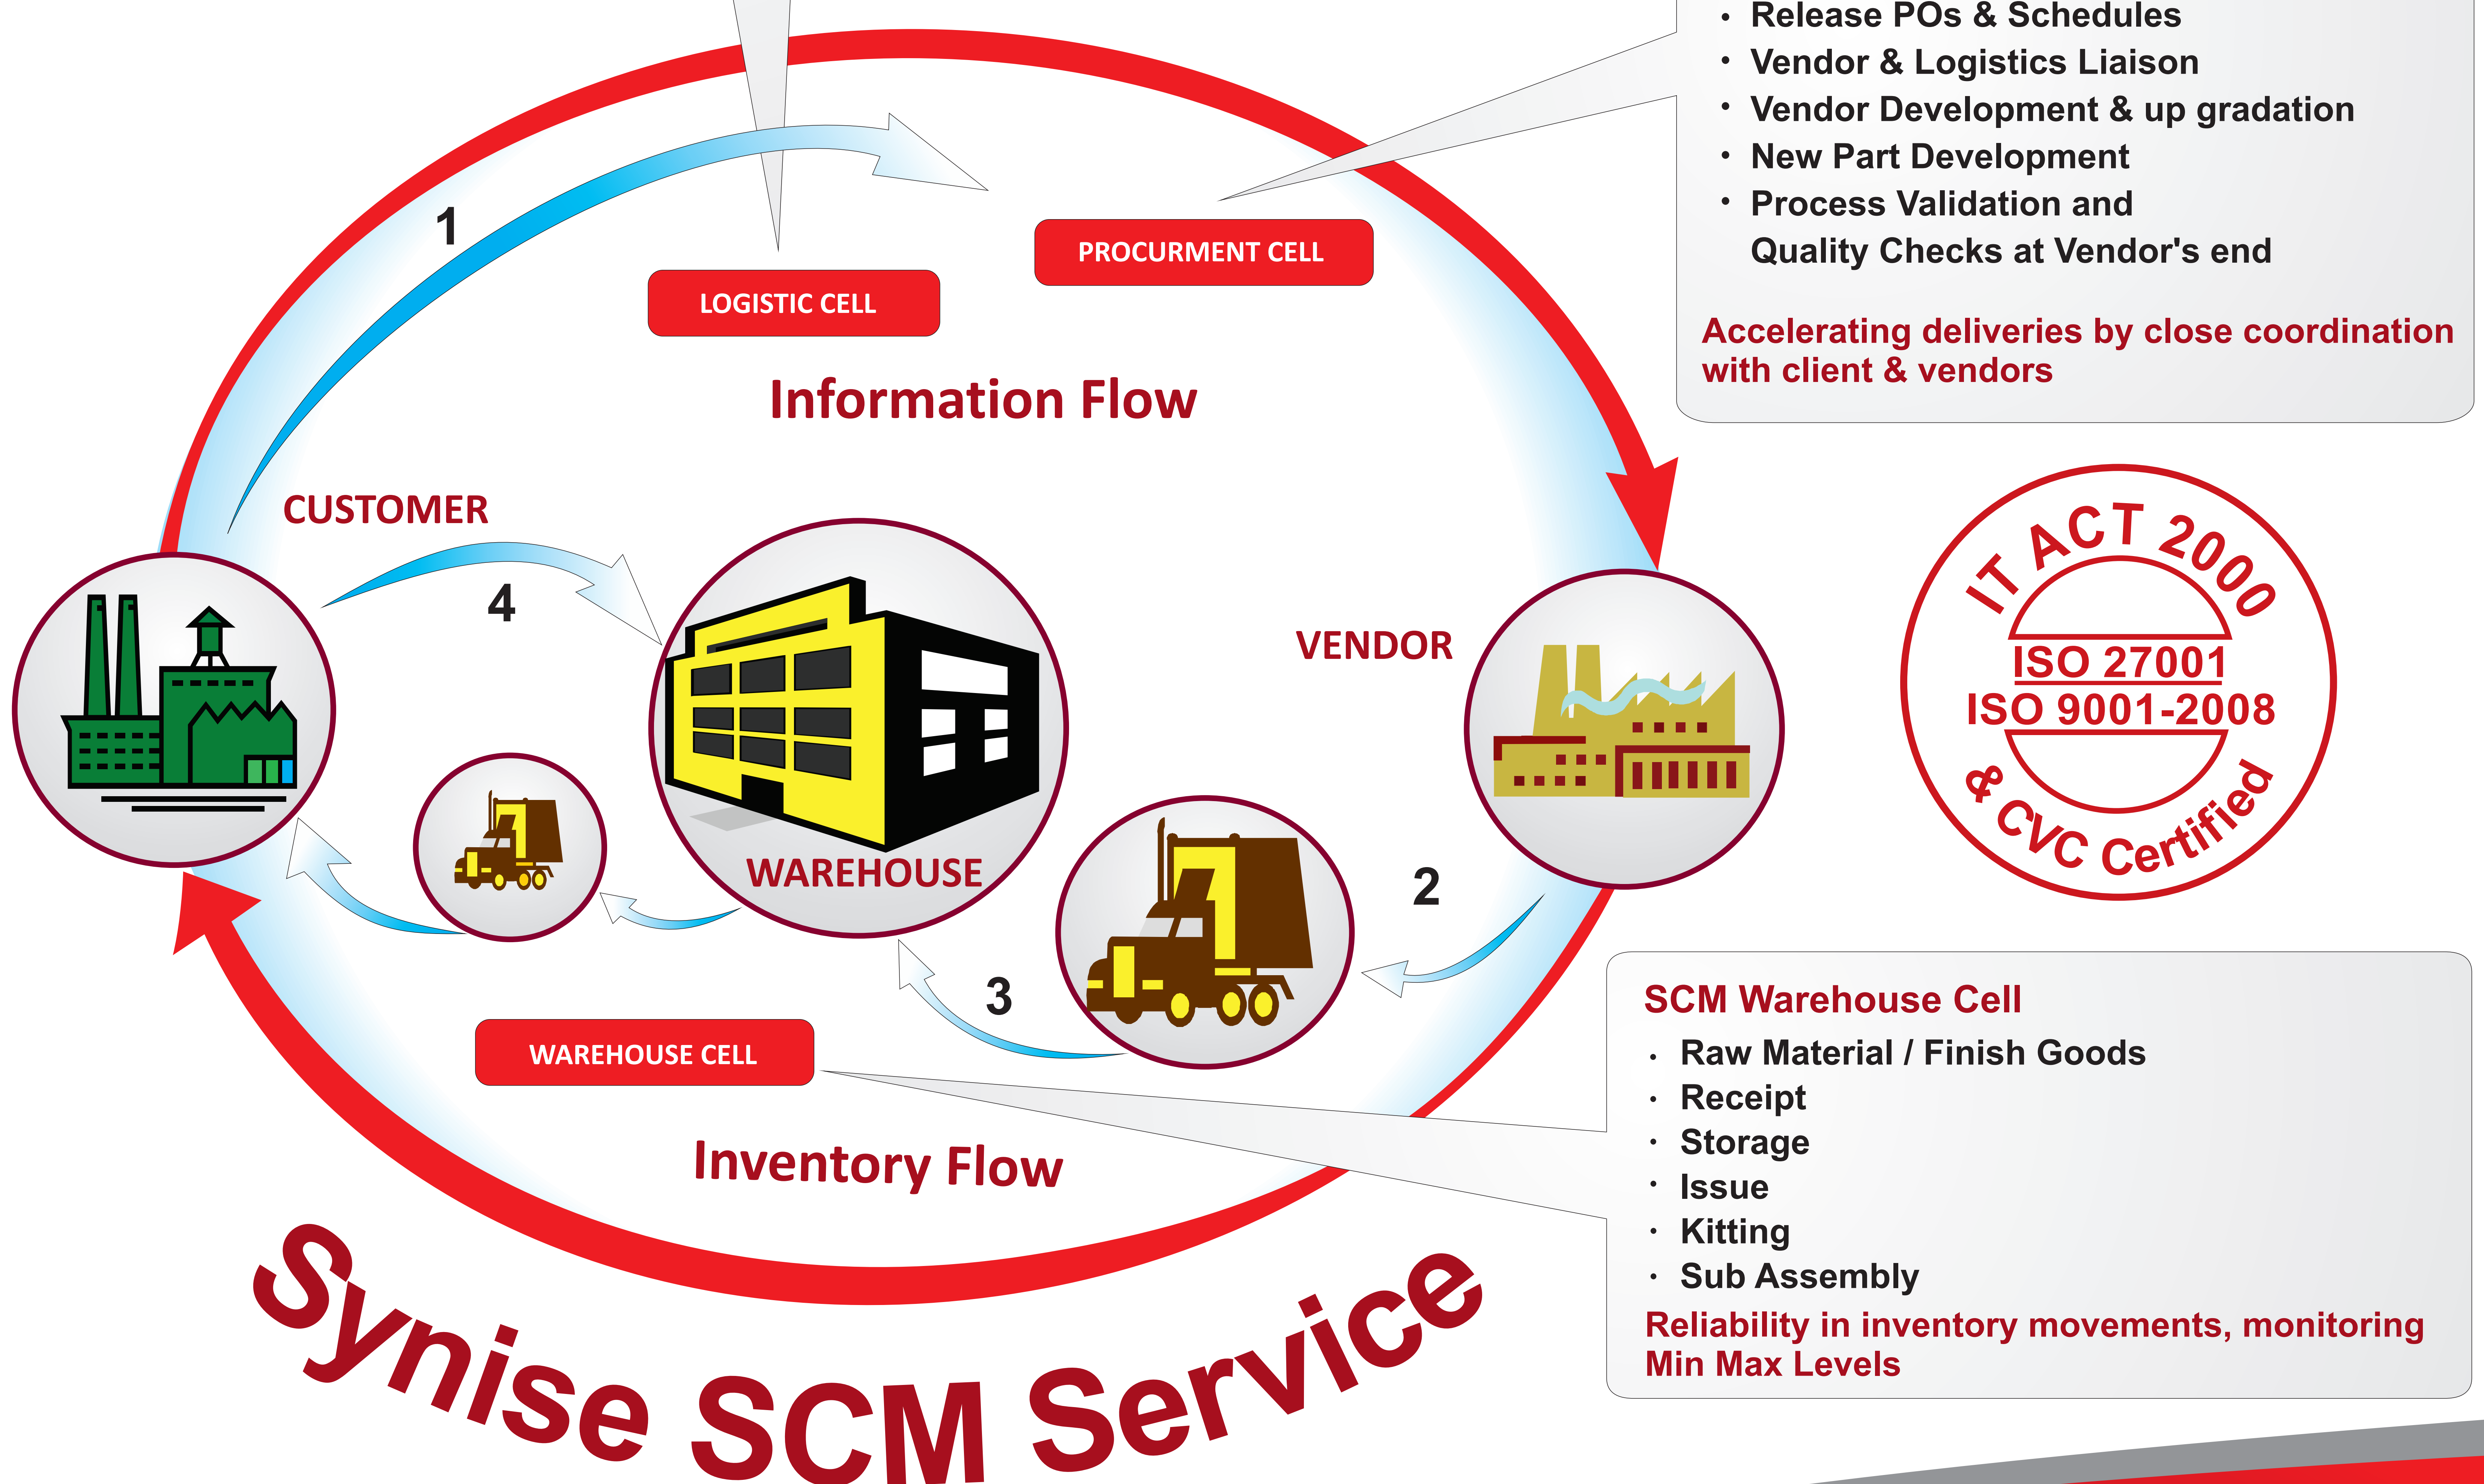 • Release POs & Schedules
• Vendor & Logistics Liaison
• Vendor Development & up gradation
• New Part Development
• Process Validation and
Quality Checks at Vendor's end
Accelerating deliveries by close coordination
with client & vendors
1
PROCURMENT CELL
LOGISTIC CELL
Information Flow
CUSTOMER
4
VENDOR
WAREHOUSE
2
3
WAREHOUSE CELL
Inventory Flow
IT ACT 2000
ISO 27001
ISO 9001-2008
& CVC Certified
SCM Warehouse Cell
• Raw Material / Finish Goods
• Receipt
• Storage
• Issue
• Kitting
• Sub Assembly
Reliability in inventory movements, monitoring
Min Max Levels
Synise SCM Service